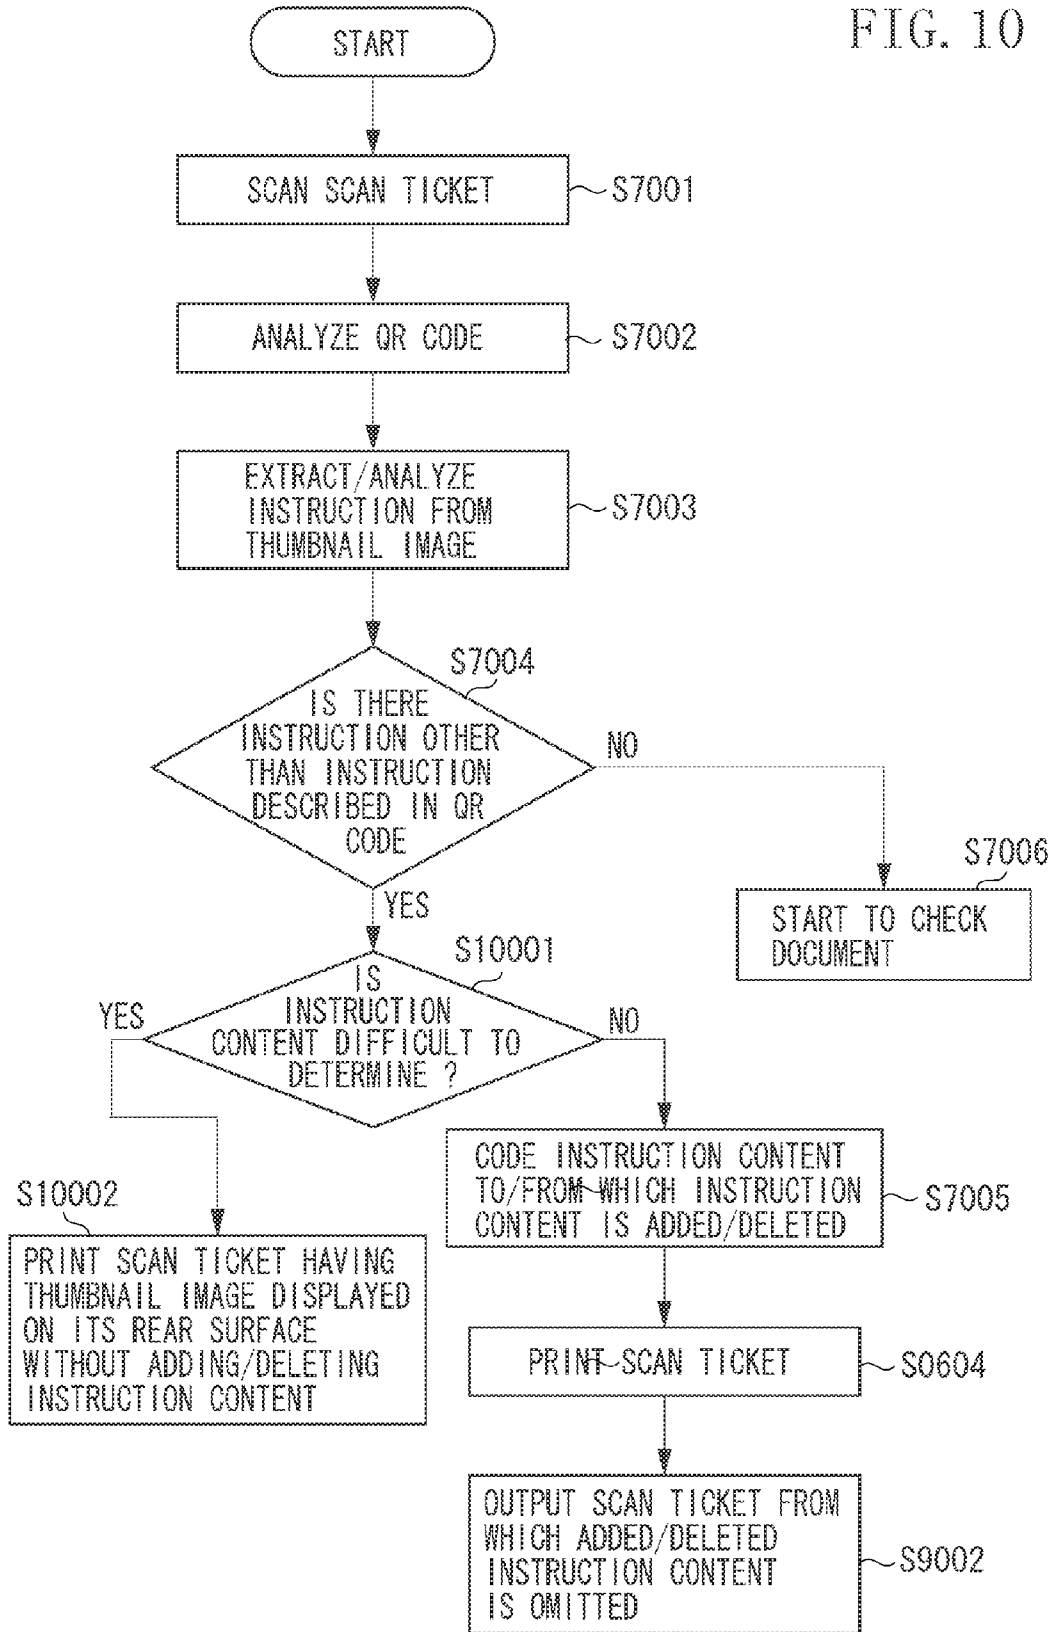 FIG. 10
START
SCAN SCAN TICKET
S7001
ANALYZE QR CODE
S7002
EXTRACT/ANALYZE
INSTRUCTION FROM
THUMBNAIL IMAGE
S7003
S7004
IS THERE
INSTRUCTION OTHER
THAN INSTRUCTION
DESCRIBED IN QR
CODE
NO
YES
S7006
START TO CHECK
DOCUMENT
S10001
IS
INSTRUCTION
CONTENT DIFFICULT TO
DETERMINE ?
YES
NO
CODE INSTRUCTION CONTENT
TO/FROM WHICH INSTRUCTION
CONTENT IS ADDED/DELETED
S7005
S10002
PRINT SCAN TICKET HAVING
THUMBNAIL IMAGE DISPLAYED
ON ITS REAR SURFACE
WITHOUT ADDING/DELETING
INSTRUCTION CONTENT
PRINT SCAN TICKET
S0604
OUTPUT SCAN TICKET FROM
WHICH ADDED/DELETED
INSTRUCTION CONTENT
IS OMITTED
S9002